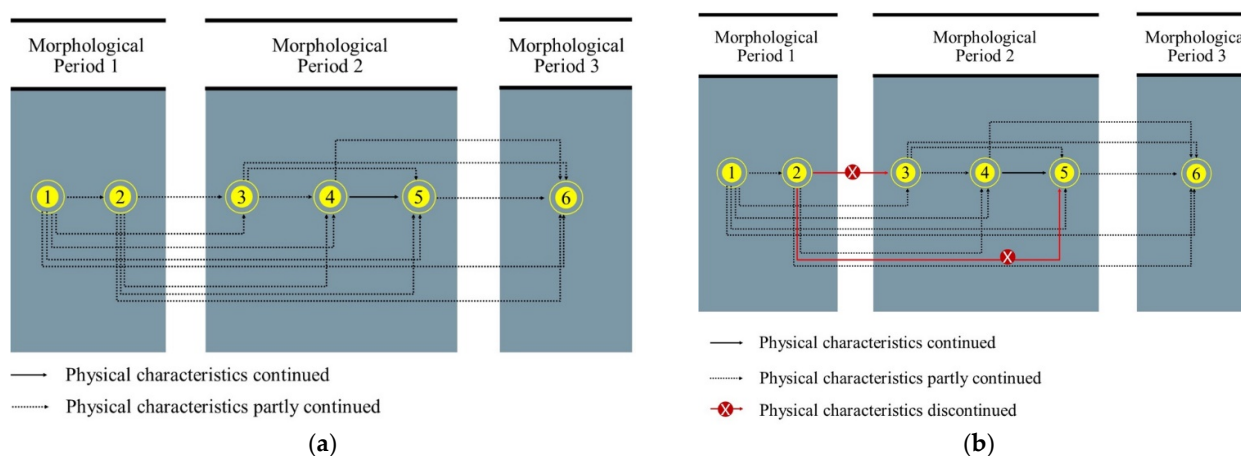 Morphological
Period 1
Morphological
Period 2
Morphological
Period 3
1
2
3
4
5
6
Physical characteristics continued
Physical characteristics partly continued
(a)
Morphological
Period 1
Morphological
Period 2
Morphological
Period 3
1
2
X
3
4
5
6
X
Physical characteristics continued
Physical characteristics partly continued
X
Physical characteristics discontinued
(b)